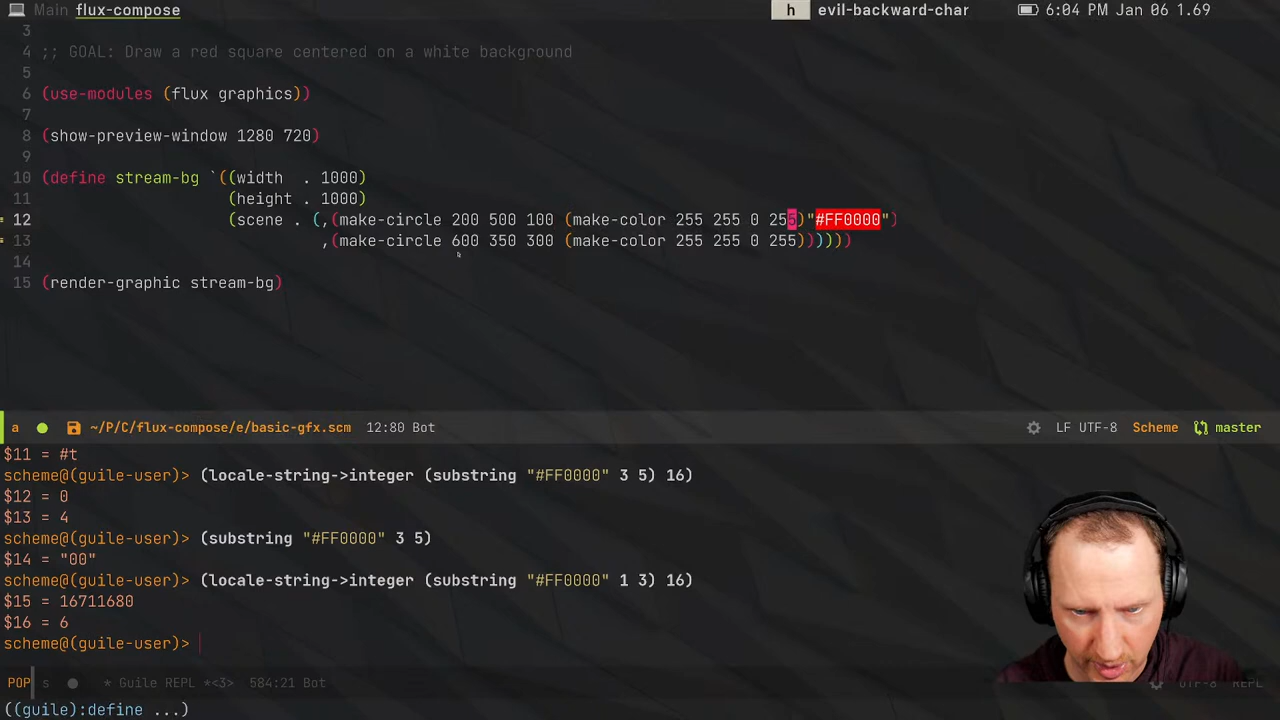 Main flux-compose h evil-backward-char 6:04 PM Jan 06 1.69
3
4 ;; GOAL: Draw a red square centered on a white background
5
6 (use-modules (flux graphics))
7
8 (show-preview-window 1280 720)
9
10 (define stream-bg `((width  . 1000)
11 (height . 1000)
12 (scene . (,(make-circle 200 500 100 (make-color 255 255 0 255)"#FF0000")
13 ,(make-circle 600 350 300 (make-color 255 255 0 255))))))
14
15 (render-graphic stream-bg)
a ~/P/C/flux-compose/e/basic-gfx.scm 12:80 Bot LF UTF-8 Scheme master
$11 = #t
scheme@(guile-user)> (locale-string->integer (substring "#FF0000" 3 5) 16)
$12 = 0
$13 = 4
scheme@(guile-user)> (substring "#FF0000" 3 5)
$14 = "00"
scheme@(guile-user)> (locale-string->integer (substring "#FF0000" 1 3) 16)
$15 = 16711680
$16 = 6
scheme@(guile-user)>
POP s * Guile REPL *<3> 584:21 Bot UTF-8 REPL
((guile):define ...)